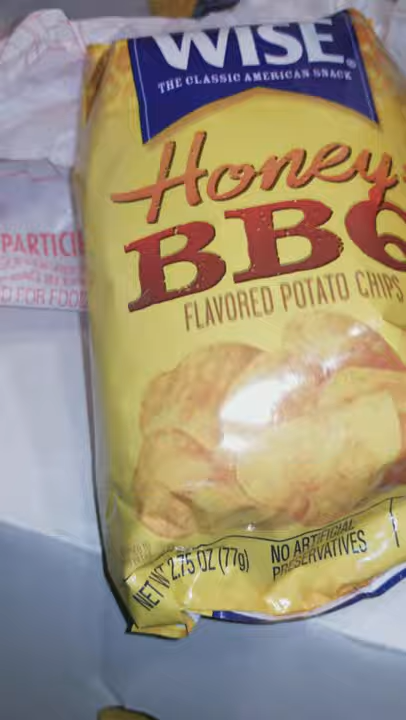 WISE®
THE CLASSIC AMERICAN SNACK
Honey
BBQ
FLAVORED POTATO CHIPS
PARTICI
D FOR FOOD
NET WT 2.75 OZ (77g)
NO ARTIFICIAL
PRESERVATIVES